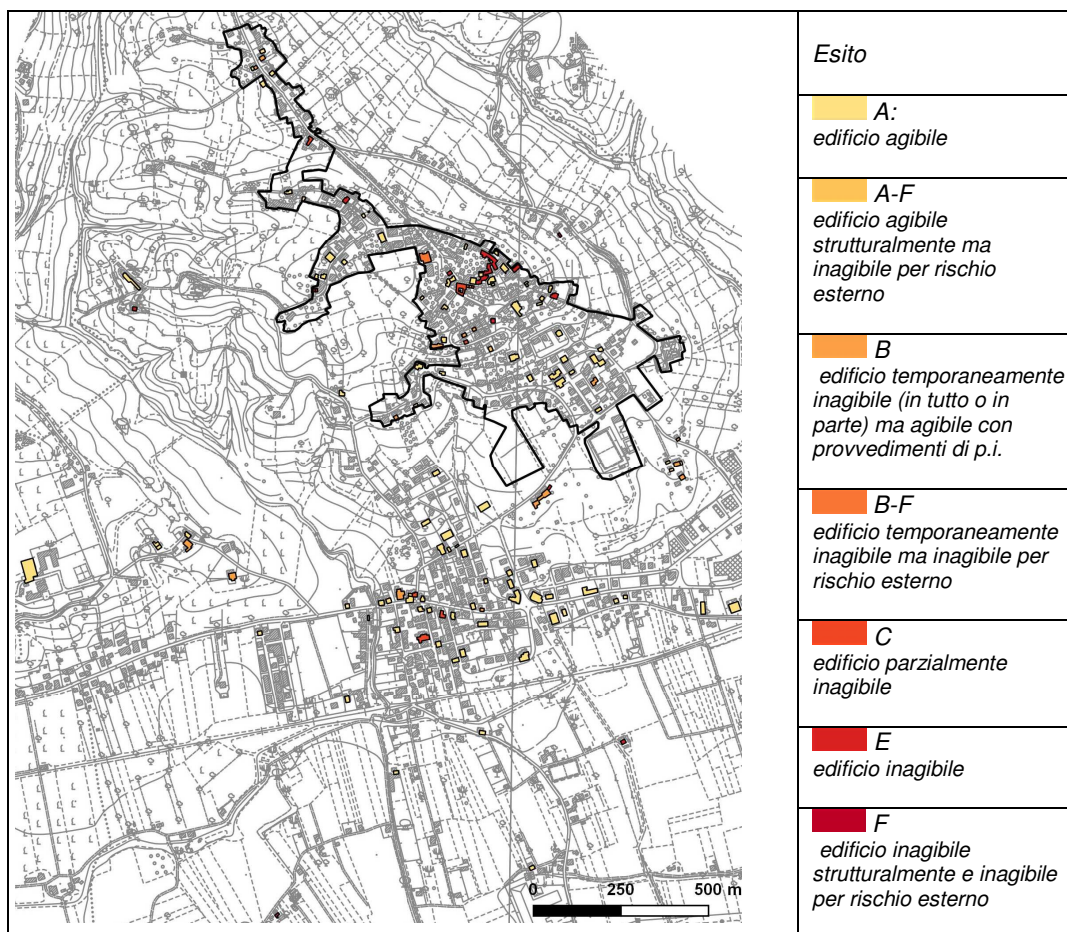 Esito
A:
edificio agibile
A-F
edificio agibile
strutturalmente ma
inagibile per rischio
esterno
B
edificio temporaneamente
inagibile (in tutto o in
parte) ma agibile con
provvedimenti di p.i.
B-F
edificio temporaneamente
inagibile ma inagibile per
rischio esterno
C
edificio parzialmente
inagibile
E
edificio inagibile
F
edificio inagibile
strutturalmente e inagibile
per rischio esterno
0 250 500 m